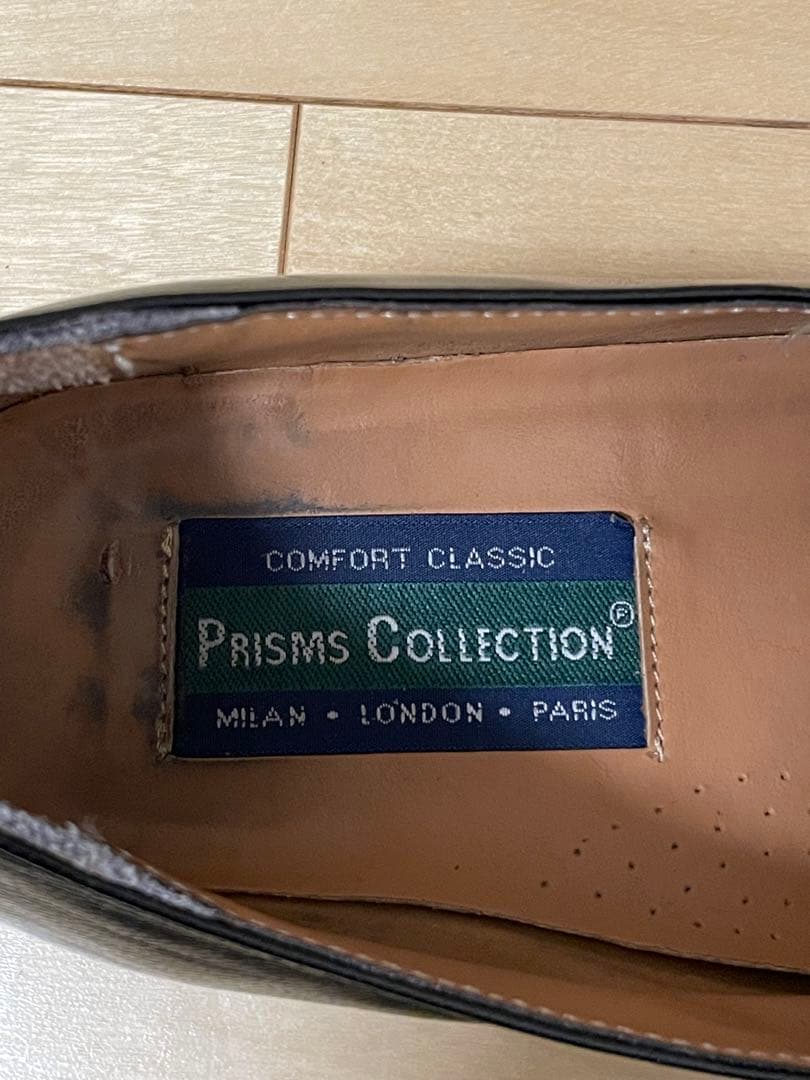 COMFORT CLASSIC
PRISMS COLLECTION®
MILAN • LONDON • PARIS